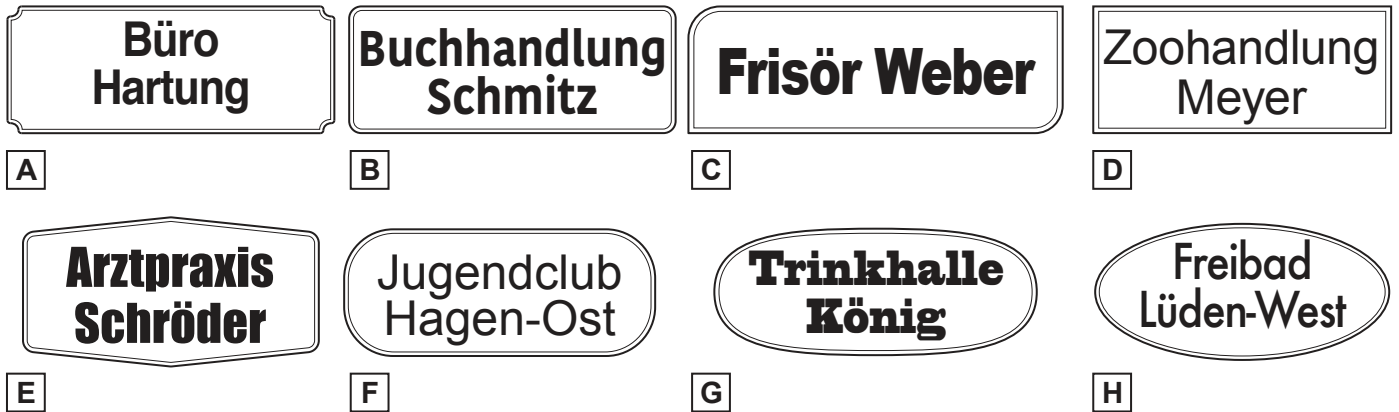 Büro
Hartung
A
Buchhandlung
Schmitz
B
Frisör Weber
C
Zoohandlung
Meyer
D
Arztpraxis
Schröder
E
Jugendclub
Hagen-Ost
F
Trinkhalle
König
G
Freibad
Lüden-West
H